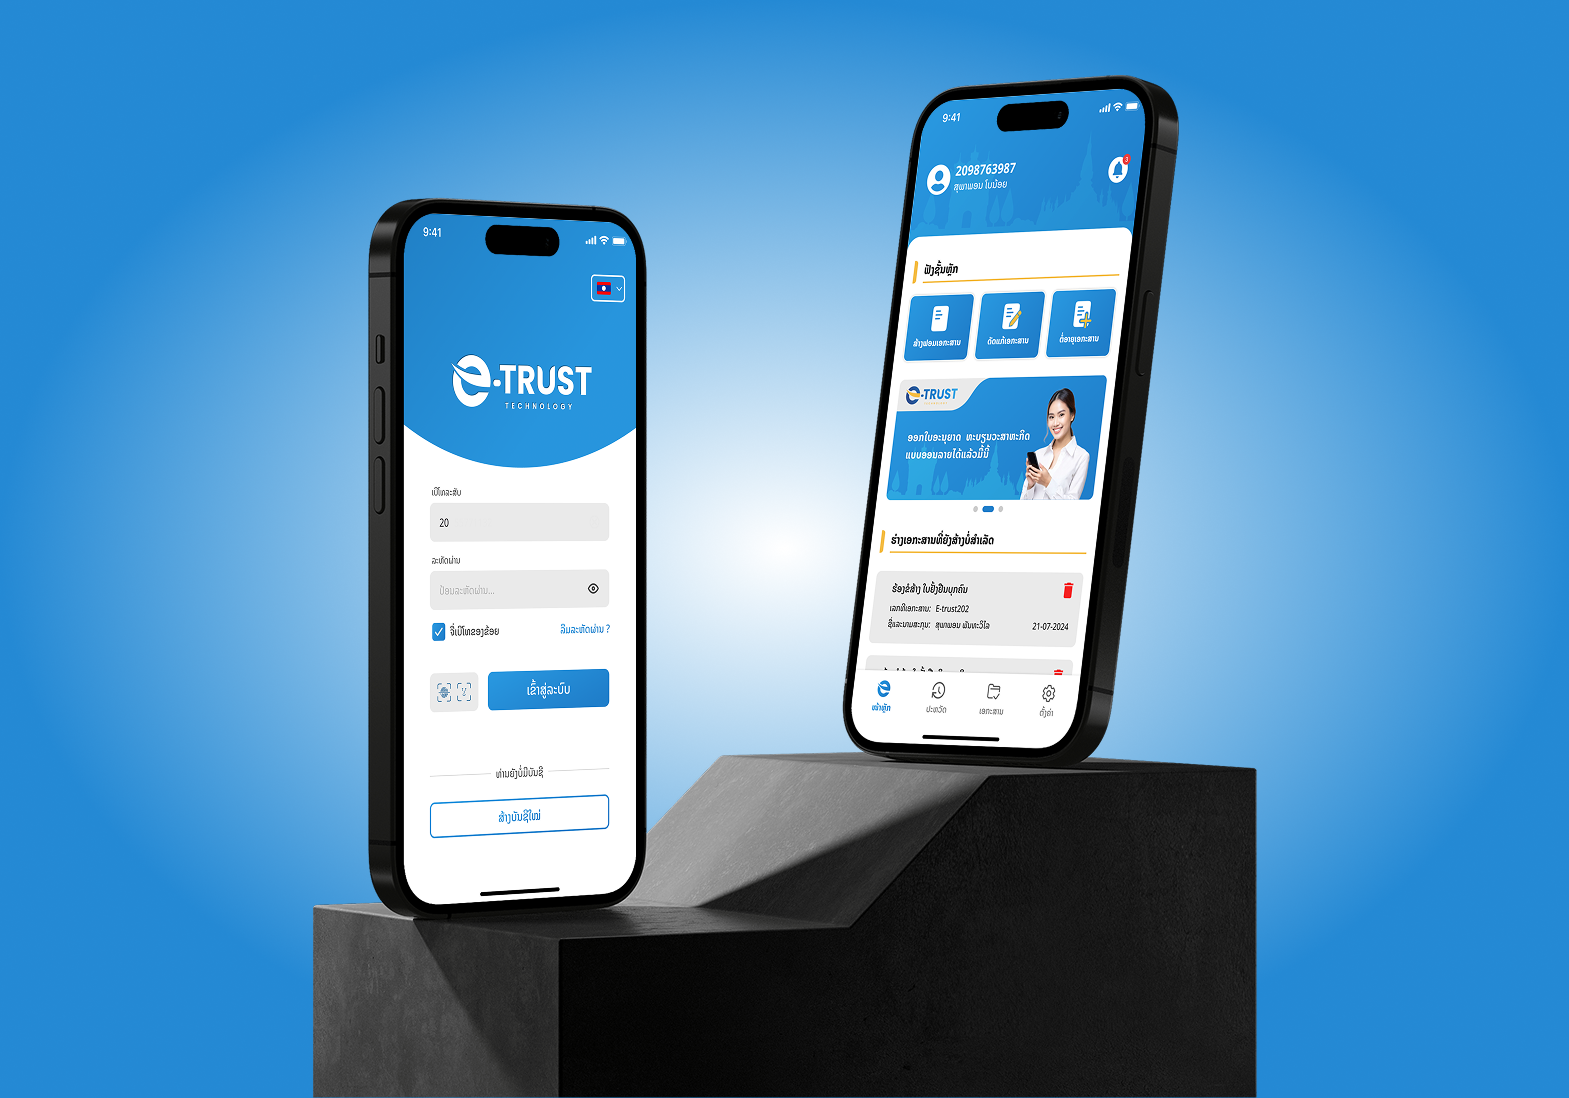 9:41
e-TRUST
TECHNOLOGY
ເບີໂທລະສັບ
20
ລະຫັດຜ່ານ
ປ້ອນລະຫັດຜ່ານ...
ຈື່ເບີໂທຂອງຂ້ອຍ
ລືມລະຫັດຜ່ານ ?
ເຂົ້າສູ່ລະບົບ
ທ່ານຍັງບໍ່ມີບັນຊີ
ສ້າງບັນຊີໃໝ່
9:41
2098763987
ສຸພາພອນ ໂບນ້ອຍ
3
ຟັງຊັ້ນຫຼັກ
ສ້າງຟອມເອກະສານ
ດັດແກ້ເອກະສານ
ຕໍ່ອາຍຸເອກະສານ
e-TRUST
ອອກໃບອະນຸຍາດ ທະບຽນວິສາຫະກິດ
ແບບອອນລາຍໄດ້ແລ້ວມື້ນີ້
ຮ່າງເອກະສານທີ່ຍັງສ້າງບໍ່ສຳເລັດ
ຮ້ອງຂໍສ້າງ ໃບຢັ້ງຢືນບຸກຄົນ
ເລກທີເອກະສານ: E-trust202
ຊື່ແລະນາມສະກຸນ: ສຸພາພອນ ພັນທະວິໄລ
21-07-2024
ໜ້າຫຼັກ
ປະຫວັດ
ເອກະສານ
ຕັ້ງຄ່າ